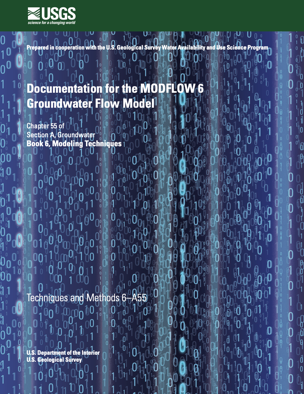 USGS
science for a changing world
Prepared in cooperation with the U.S. Geological Survey Water Availability and Use Science Program
Documentation for the MODFLOW 6
Groundwater Flow Model
Chapter 55 of
Section A, Groundwater
Book 6, Modeling Techniques
Techniques and Methods 6–A55
U.S. Department of the Interior
U.S. Geological Survey